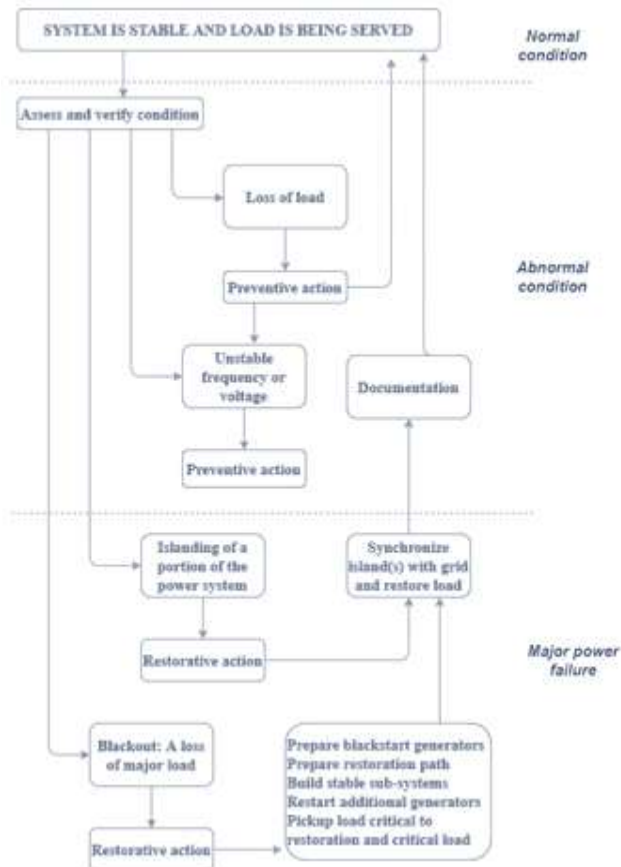 SYSTEM IS STABLE AND LOAD IS BEING SERVED
Normal
condition
Assess and verify condition
Loss of load
Preventive action
Abnormal
condition
Unstable
frequency or
voltage
Documentation
Preventive action
Islanding of a
portion of the
power system
Synchronize
island(s) with grid
and restore load
Restorative action
Major power
failure
Blackout: A loss
of major load
Prepare blackstart generators
Prepare restoration path
Build stable sub-systems
Restart additional generators
Pickup load critical to
restoration and critical load
Restorative action